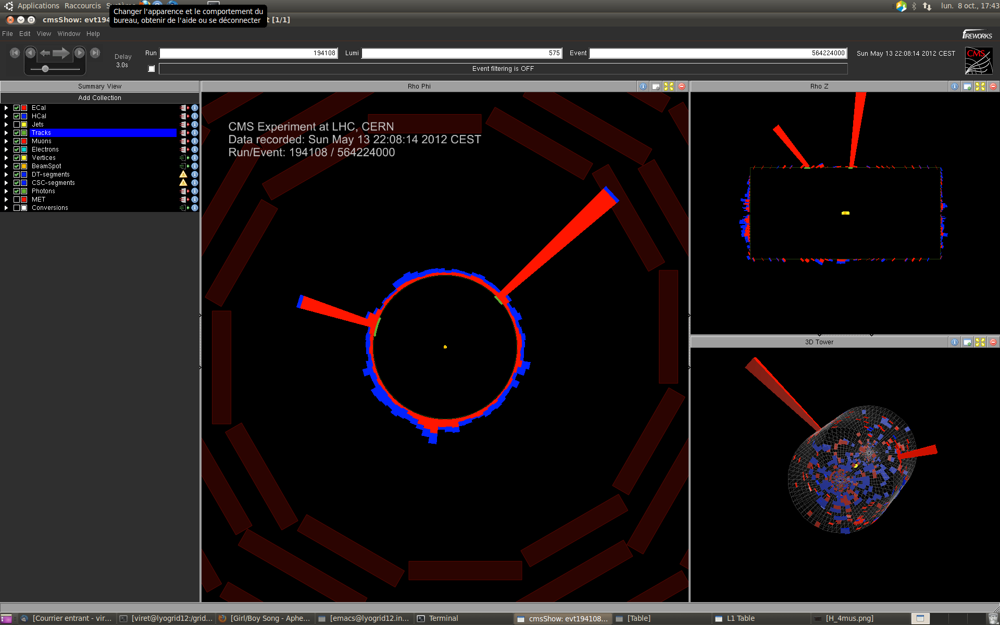 Applications Raccourcis Système
lun. 8 oct., 17:43
Changer l'apparence et le comportement du
bureau, obtenir de l'aide ou se déconnecter
cmsShow: evt194
t [1/1]
File Edit View Window Help
FIREWORKS
Delay
3.0s
Run 194108 Lumi 575 Event 564224000 Sun May 13 22:08:14 2012 CEST
CMS
Event filtering is OFF
Summary View
Add Collection
ECal
HCal
Jets
Tracks
Muons
Electrons
Vertices
BeamSpot
DT-segments
CSC-segments
Photons
MET
Conversions
Rho Phi
CMS Experiment at LHC, CERN
Data recorded: Sun May 13 22:08:14 2012 CEST
Run/Event: 194108 / 564224000
Rho Z
3D Tower
[Courrier entrant - vir... [viret@lyogrid12:/grid... [Girl/Boy Song - Aphe... [emacs@lyogrid12.in... Terminal cmsShow: evt194108... [Table] L1 Table [H_4mus.png]